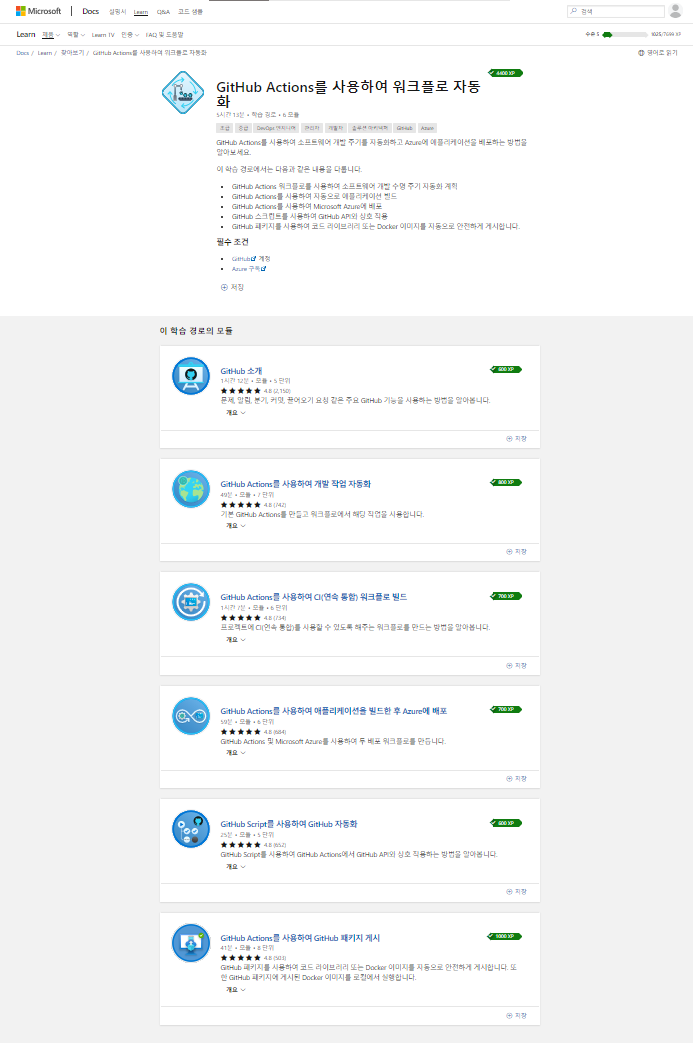 Microsoft
Docs 설명서 Learn Q&A 코드 샘플
검색
Learn 제품 역할 Learn TV 인증 FAQ 및 도움말
수준 5 1025/7699 XP
Docs / Learn / 찾아보기 / GitHub Actions를 사용하여 워크플로 자동화
영어로 읽기
4400 XP
GitHub Actions를 사용하여 워크플로 자동
화
5시간 13분 • 학습 경로 • 6 모듈
초급 중급 DevOps 엔지니어 관리자 개발자 솔루션 아키텍처 GitHub Azure
GitHub Actions를 사용하여 소프트웨어 개발 주기를 자동화하고 Azure에 애플리케이션을 배포하는 방법을
알아보세요.
이 학습 경로에서는 다음과 같은 내용을 다룹니다.
• GitHub Actions 워크플로를 사용하여 소프트웨어 개발 수명 주기 자동화 계획
• GitHub Actions를 사용하여 자동으로 애플리케이션 빌드
• GitHub Actions를 사용하여 Microsoft Azure에 배포
• GitHub 스크립트를 사용하여 GitHub API와 상호 작용
• GitHub 패키지를 사용하여 코드 라이브러리 또는 Docker 이미지를 자동으로 안전하게 게시합니다.
필수 조건
• GitHub 계정
• Azure 구독
저장
이 학습 경로의 모듈
GitHub 소개
600 XP
1시간 12분 • 모듈 • 5 단위
4.8 (2,150)
문제, 알림, 분기, 커밋, 끌어오기 요청 같은 주요 GitHub 기능을 사용하는 방법을 알아봅니다.
개요
저장
GitHub Actions를 사용하여 개발 작업 자동화
800 XP
49분 • 모듈 • 7 단위
4.8 (742)
기본 GitHub Actions를 만들고 워크플로에서 해당 작업을 사용합니다.
개요
저장
GitHub Actions를 사용하여 CI(연속 통합) 워크플로 빌드
700 XP
1시간 7분 • 모듈 • 6 단위
4.8 (734)
프로젝트에 CI(연속 통합)를 사용할 수 있도록 해주는 워크플로를 만드는 방법을 알아봅니다.
개요
저장
GitHub Actions를 사용하여 애플리케이션을 빌드한 후 Azure에 배포
700 XP
59분 • 모듈 • 6 단위
4.8 (684)
GitHub Actions 및 Microsoft Azure를 사용하여 두 배포 워크플로를 만듭니다.
개요
저장
GitHub Script를 사용하여 GitHub 자동화
600 XP
25분 • 모듈 • 5 단위
4.8 (652)
GitHub Script를 사용하여 GitHub Actions에서 GitHub API와 상호 작용하는 방법을 알아봅니다.
개요
저장
GitHub Actions를 사용하여 GitHub 패키지 게시
1000 XP
41분 • 모듈 • 8 단위
4.8 (503)
GitHub 패키지를 사용하여 코드 라이브러리 또는 Docker 이미지를 자동으로 안전하게 게시합니다. 또
한 GitHub 패키지에 게시된 Docker 이미지를 로컬에서 실행합니다.
개요
저장